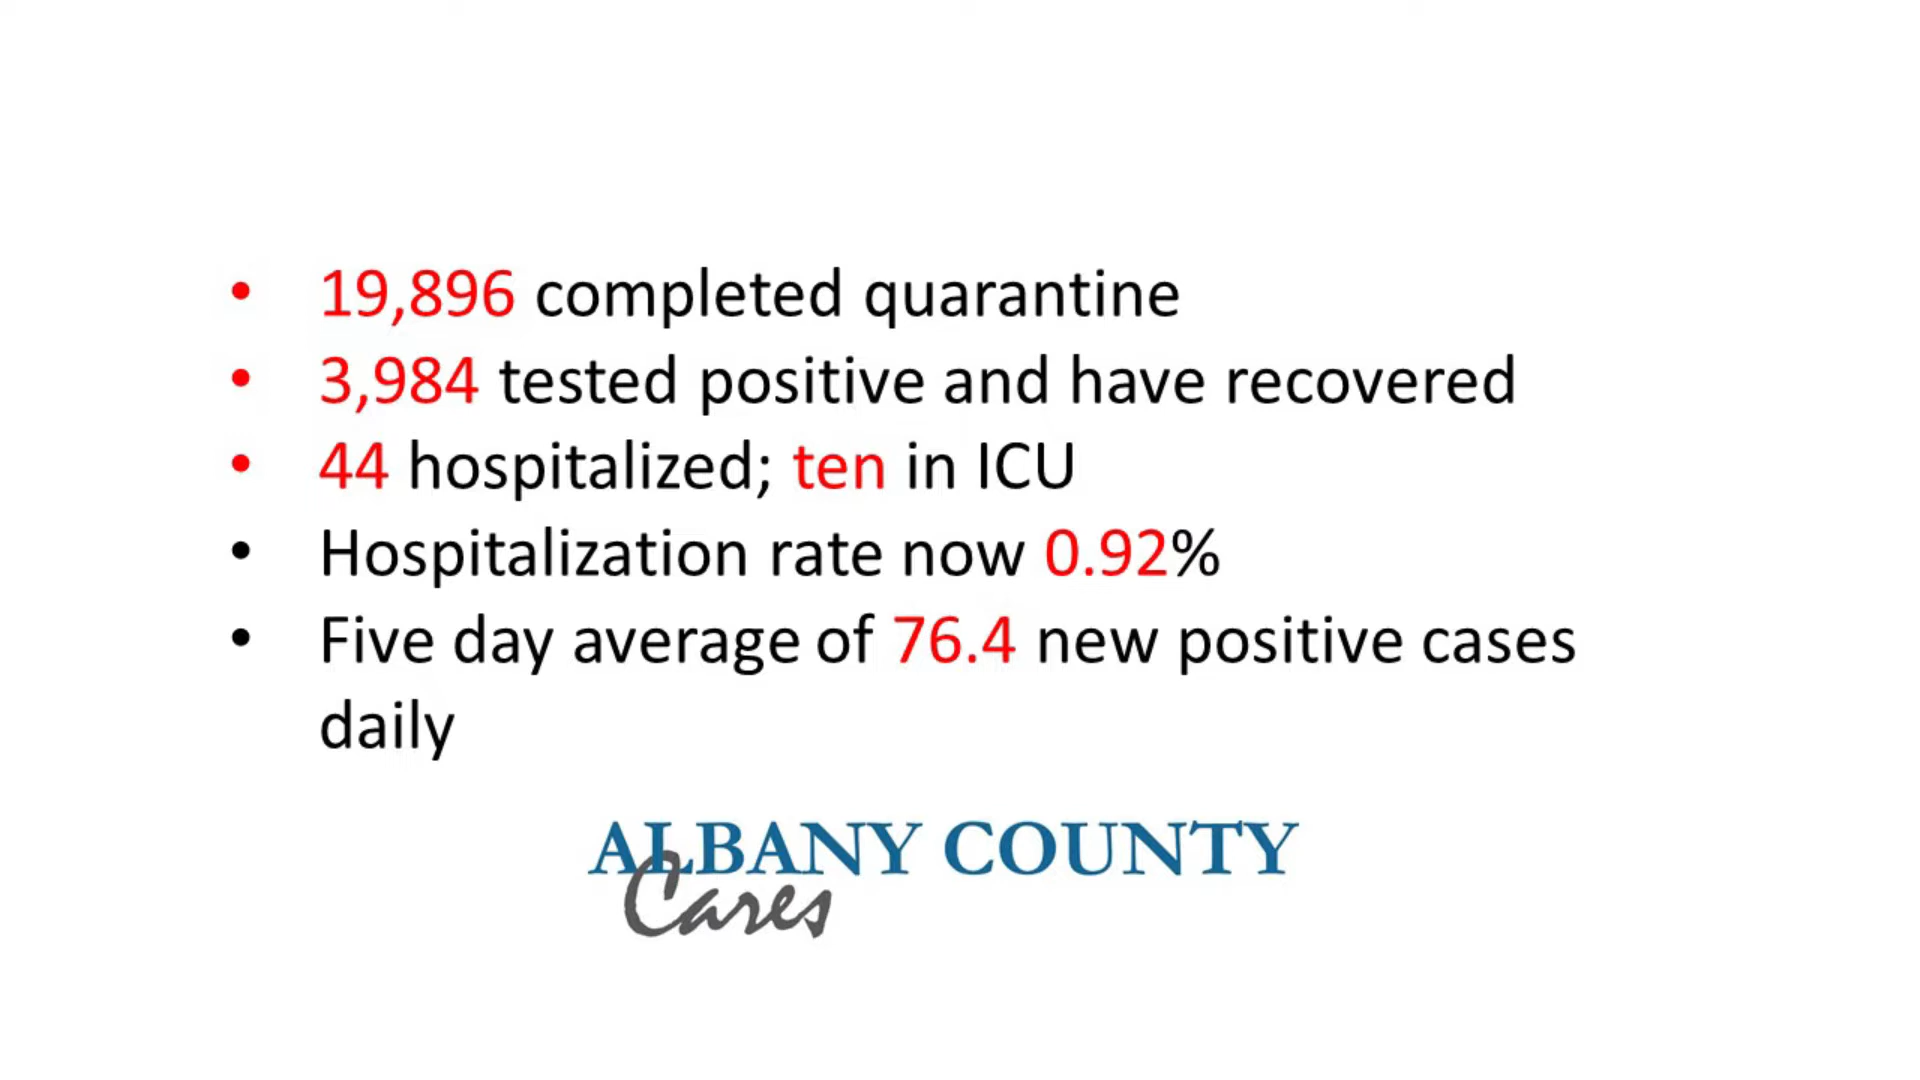 • 19,896 completed quarantine
• 3,984 tested positive and have recovered
• 44 hospitalized; ten in ICU
• Hospitalization rate now 0.92%
• Five day average of 76.4 new positive cases
daily
ALBANY COUNTY
Cares